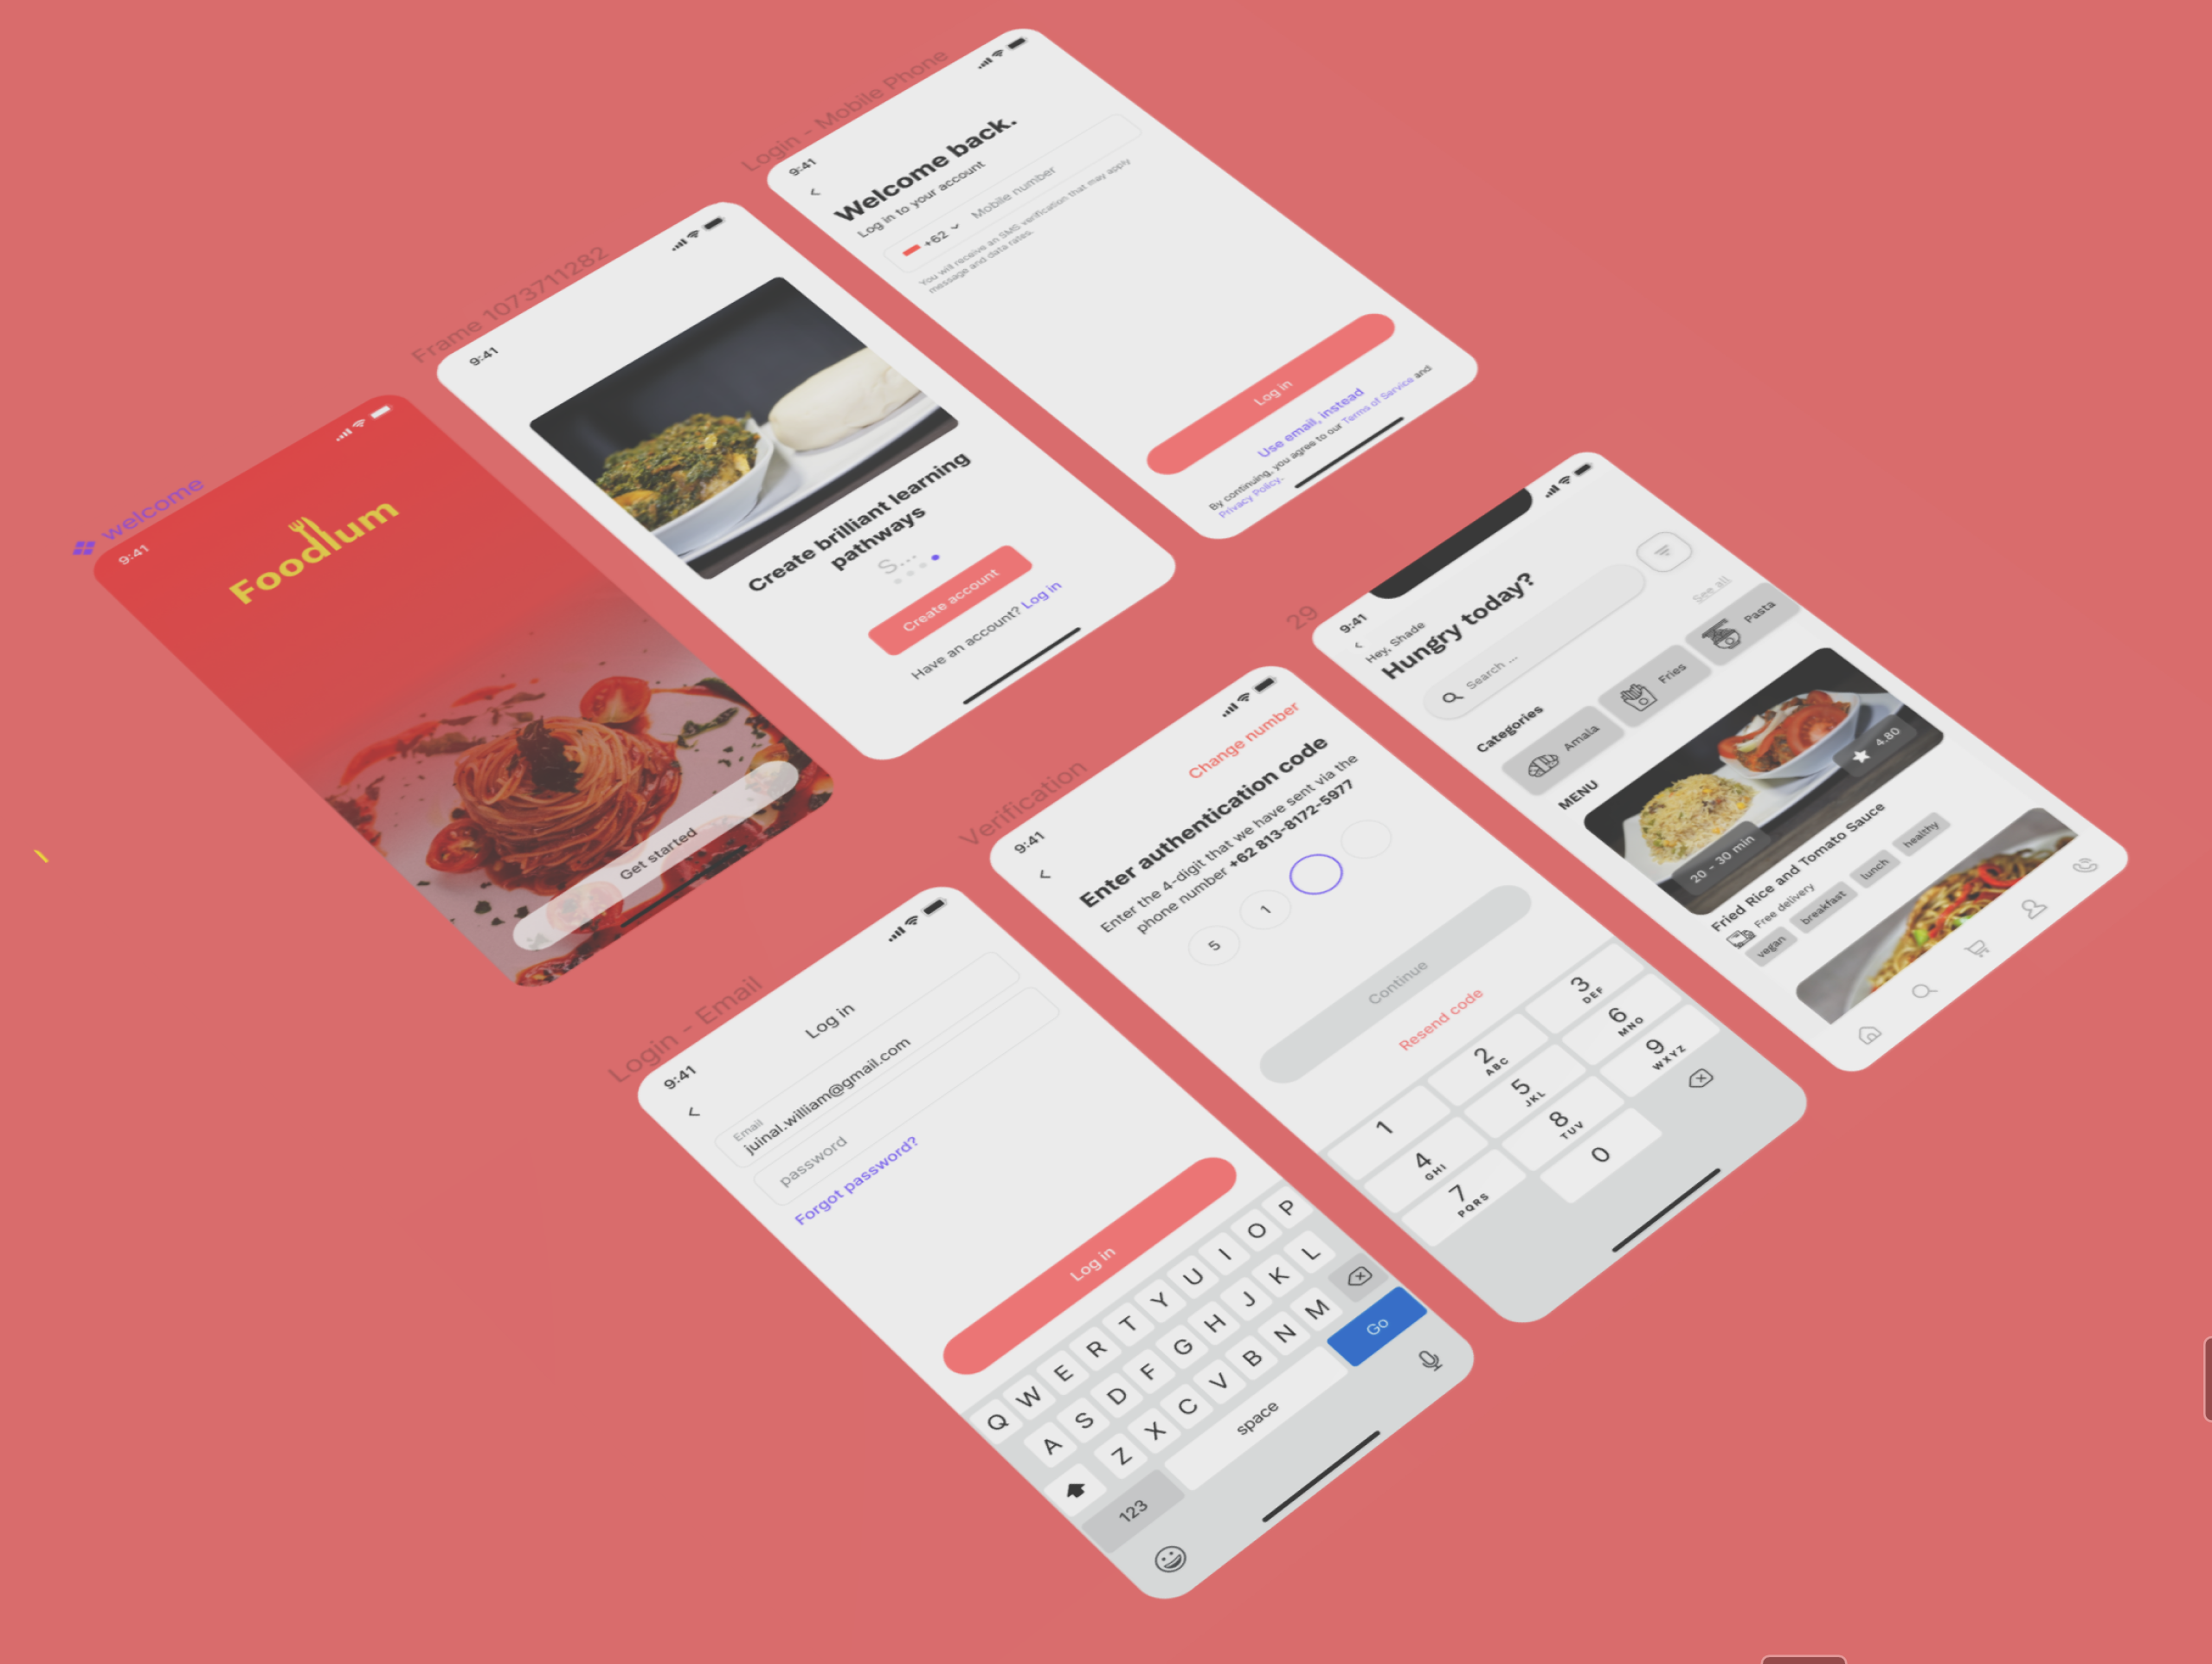 welcome
9:41
Foodlum
Get started
Frame 1073711282
9:41
Create brilliant learning
pathways
S...
Create account
Have an account? Log in
Login - Mobile Phone
9:41
Welcome back.
Log in to your account
+62
Mobile number
You will receive an SMS verification that may apply
message and data rates.
Log in
Use email, instead
By continuing, you agree to our Terms of Service and
Privacy Policy.
Login - Email
9:41
Log in
Email
juinal.william@gmail.com
password
Forgot password?
Log in
Q W E R T Y U I O P
A S D F G H J K L
Z X C V B N M
123
space
Go
Verification
9:41
Change number
Enter authentication code
Enter the 4-digit that we have sent via the
phone number +62 813-8172-5977
5 1
Continue
Resend code
1
2 ABC
3 DEF
4 GHI
5 JKL
6 MNO
7 PQRS
8 TUV
9 WXYZ
0
29
9:41
Hey, Shade
Hungry today?
Search ...
Categories
See all
Amala
Fries
Pasta
MENU
4.80
20 - 30 min
Fried Rice and Tomato Sauce
Free delivery
vegan
breakfast
lunch
healthy